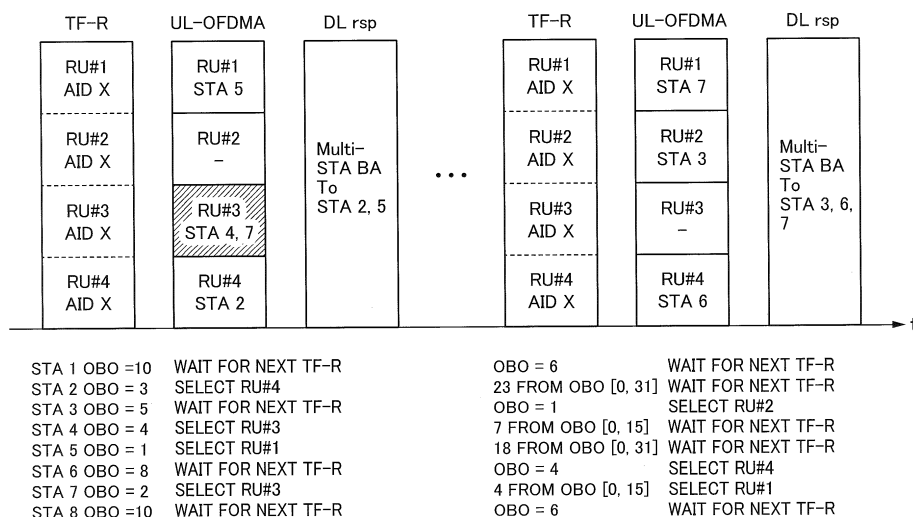 TF-R UL-OFDMA DL rsp TF-R UL-OFDMA DL rsp
RU#1
AID X
RU#2
AID X
RU#3
AID X
RU#4
AID X
RU#1
STA 5
RU#2
-
RU#3
STA 4, 7
RU#4
STA 2
Multi-
STA BA
To
STA 2, 5
...
RU#1
AID X
RU#2
AID X
RU#3
AID X
RU#4
AID X
RU#1
STA 7
RU#2
STA 3
RU#3
-
RU#4
STA 6
Multi-
STA BA
To
STA 3, 6,
7
t
STA 1 OBO =10 WAIT FOR NEXT TF-R OBO = 6 WAIT FOR NEXT TF-R
STA 2 OBO = 3 SELECT RU#4 23 FROM OBO [0, 31] WAIT FOR NEXT TF-R
STA 3 OBO = 5 WAIT FOR NEXT TF-R OBO = 1 SELECT RU#2
STA 4 OBO = 4 SELECT RU#3 7 FROM OBO [0, 15] WAIT FOR NEXT TF-R
STA 5 OBO = 1 SELECT RU#1 18 FROM OBO [0, 31] WAIT FOR NEXT TF-R
STA 6 OBO = 8 WAIT FOR NEXT TF-R OBO = 4 SELECT RU#4
STA 7 OBO = 2 SELECT RU#3 4 FROM OBO [0, 15] SELECT RU#1
STA 8 OBO =10 WAIT FOR NEXT TF-R OBO = 6 WAIT FOR NEXT TF-R